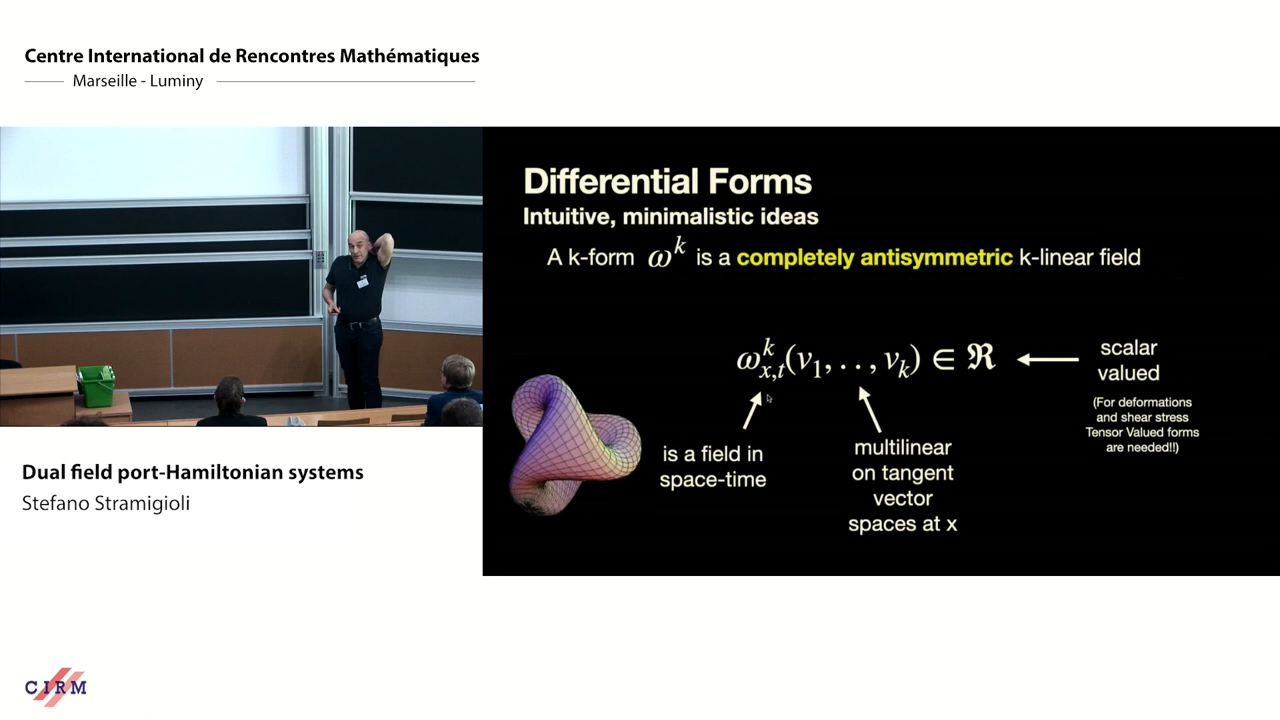 Centre International de Rencontres Mathématiques
Marseille - Luminy
Differential Forms
Intuitive, minimalistic ideas
A k-form ω^k is a completely antisymmetric k-linear field
ω^k_{x,t}(v_1, . . , v_k) ∈ ℜ
scalar
valued
(For deformations
and shear stress
Tensor Valued forms
are needed!!)
is a field in
space-time
multilinear
on tangent
vector
spaces at x
Dual field port-Hamiltonian systems
Stefano Stramigioli
CIRM